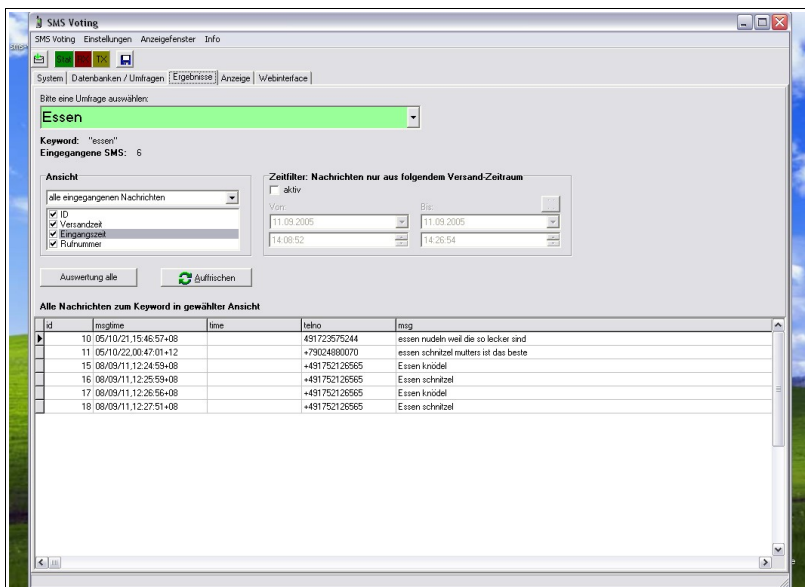 SMS Voting
SMS Voting Einstellungen Anzeigefenster Info
Stat RX TX
System Datenbanken / Umfragen Ergebnisse Anzeige Webinterface
Bitte eine Umfrage auswählen:
Essen
Keyword: "essen"
Eingegangene SMS: 6
Ansicht
alle eingegangenen Nachrichten
ID
Versandzeit
Eingangszeit
Rufnummer
Zeitfilter: Nachrichten nur aus folgendem Versand-Zeitraum
aktiv
Von: Bis:
11.09.2005 11.09.2005
14:08:52 14:26:54
Auswertung alle Auffrischen
Alle Nachrichten zum Keyword in gewählter Ansicht
id msgtime time telno msg
10 05/10/21,15:46:57+08 491723575244 essen nudeln weil die so lecker sind
11 05/10/22,00:47:01+12 +79024880070 essen schnitzel mutters ist das beste
15 08/09/11,12:24:59+08 +491752126565 Essen knödel
16 08/09/11,12:25:59+08 +491752126565 Essen schnitzel
17 08/09/11,12:26:56+08 +491752126565 Essen knödel
18 08/09/11,12:27:51+08 +491752126565 Essen schnitzel